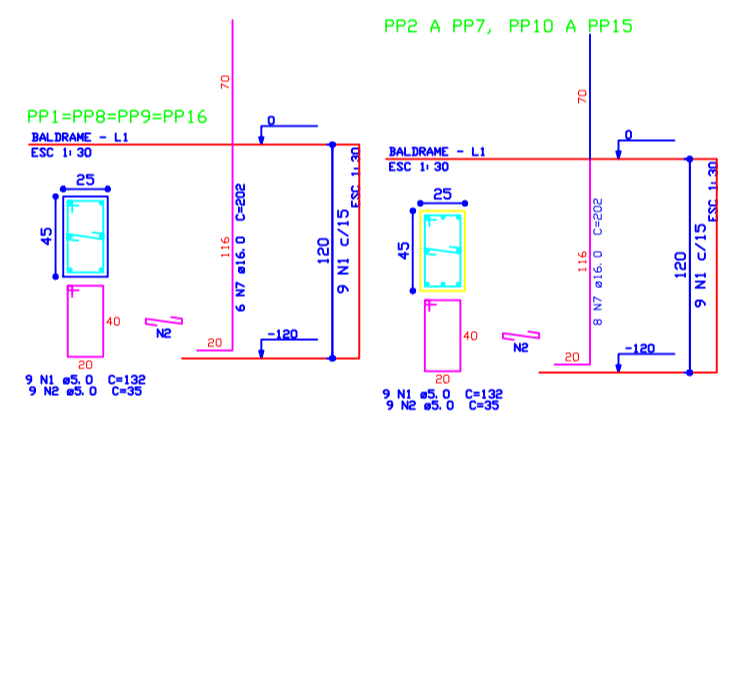 PP1=PP8=PP9=PP16
BALDRAME - L1
ESC 1:30
25
45
40
20
N2
9 N1 ø5.0 C=132
9 N2 ø5.0 C=35
70
116
20
6 N7 ø16.0 C=202
0
-120
120
9 N1 c/15
ESC 1:30
PP2 A PP7, PP10 A PP15
BALDRAME - L1
ESC 1:30
25
45
40
20
N2
9 N1 ø5.0 C=132
9 N2 ø5.0 C=35
70
116
20
8 N7 ø16.0 C=202
0
-120
120
9 N1 c/15
ESC 1:30